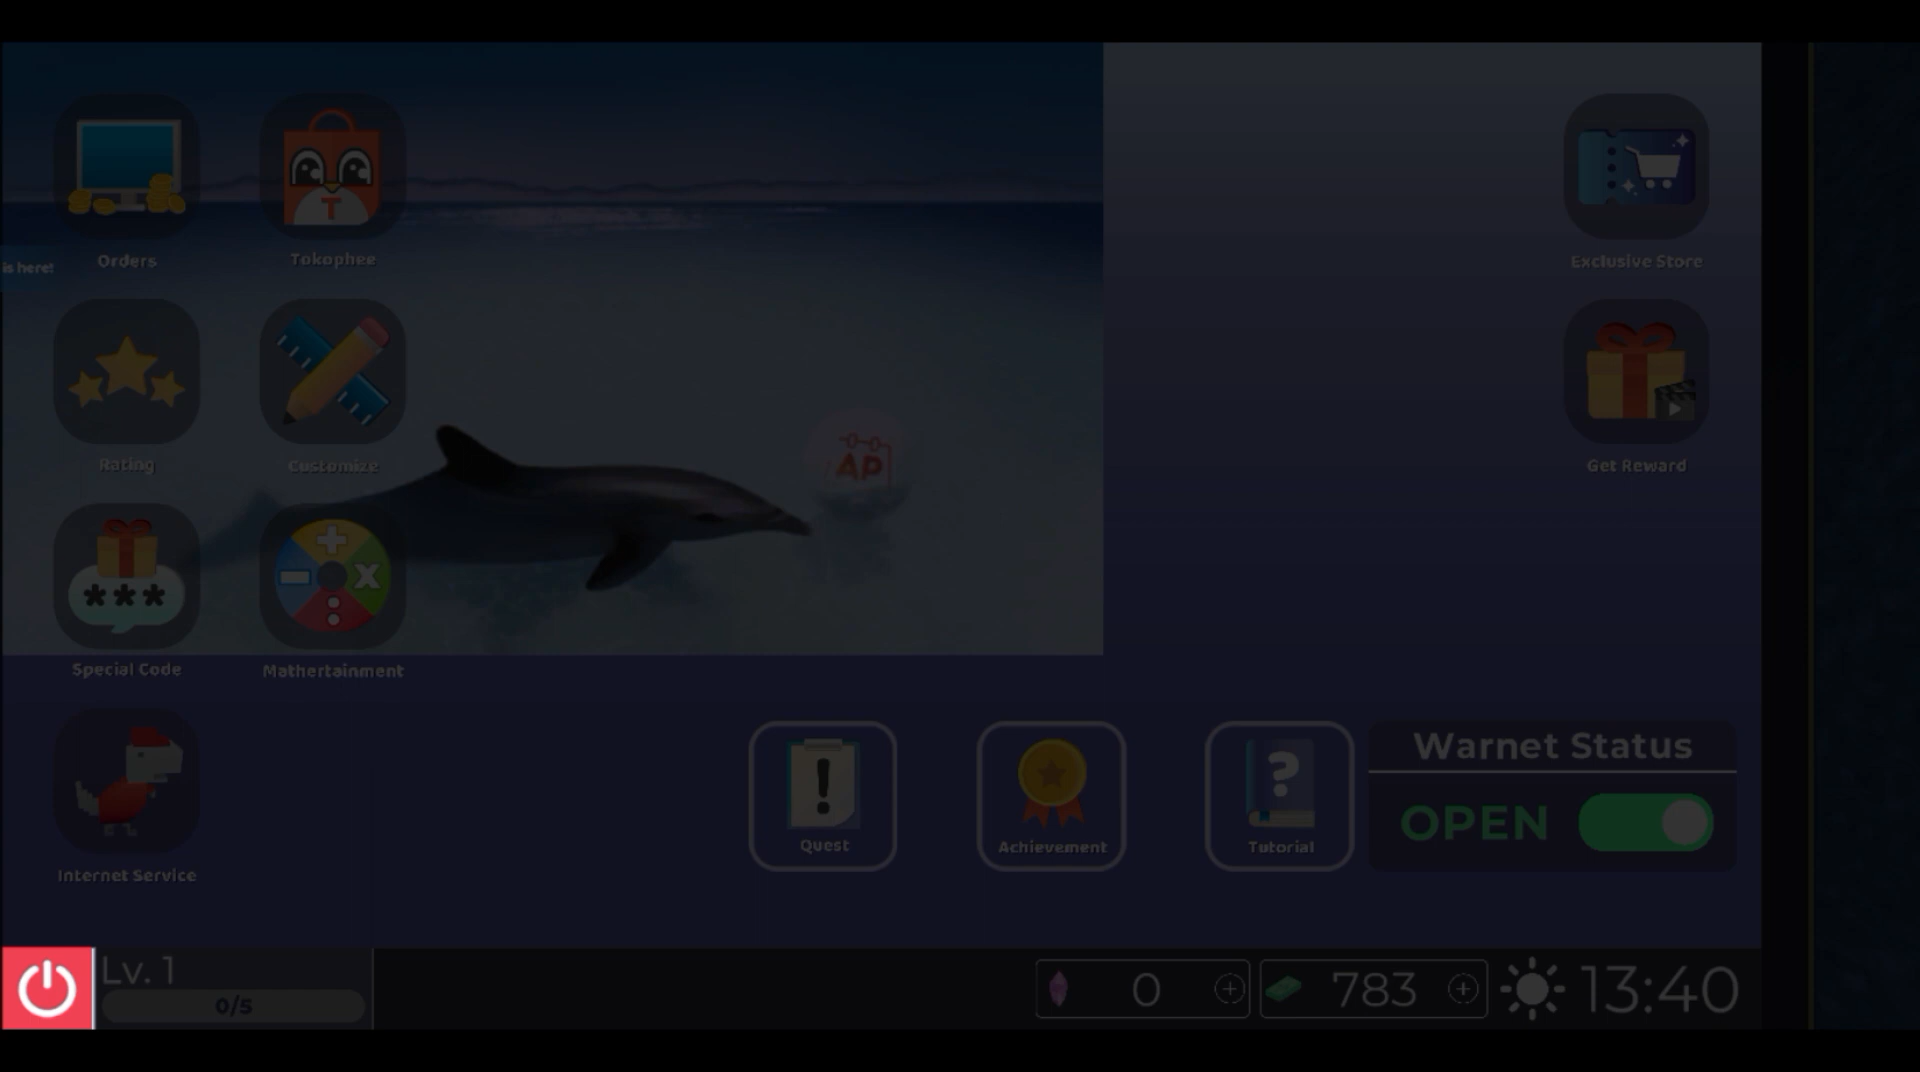 Orders
Tokophee
Exclusive Store
is here!
Rating
Customize
Get Reward
AP
T
***
Special Code
Mathertainment
Internet Service
Quest
Achievement
Tutorial
Warnet Status
OPEN
Lv. 1
0/5
0
783
13:40